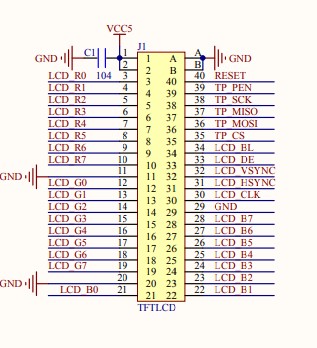 VCC5
J1
GND C1 1 1 A A GND
2 2 B B
LCD_R0 104 3 3 40 40 RESET
LCD_R1 4 4 39 39 TP_PEN
LCD_R2 5 5 38 38 TP_SCK
LCD_R3 6 6 37 37 TP_MISO
LCD_R4 7 7 36 36 TP_MOSI
LCD_R5 8 8 35 35 TP_CS
LCD_R6 9 9 34 34 LCD_BL
LCD_R7 10 10 33 33 LCD_DE
GND 11 11 32 32 LCD_VSYNC
LCD_G0 12 12 31 31 LCD_HSYNC
LCD_G1 13 13 30 30 LCD_CLK
LCD_G2 14 14 29 29 GND
LCD_G3 15 15 28 28 LCD_B7
LCD_G4 16 16 27 27 LCD_B6
LCD_G5 17 17 26 26 LCD_B5
LCD_G6 18 18 25 25 LCD_B4
LCD_G7 19 19 24 24 LCD_B3
GND 20 20 23 23 LCD_B2
LCD_B0 21 21 22 22 LCD_B1
TFTLCD